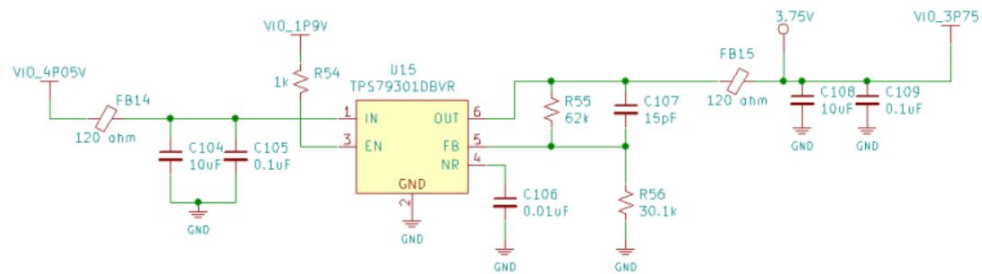 VIO_4P05V
FB14
120 ohm
C104
10uF
C105
0.1uF
GND
VIO_1P9V
1k
R54
U15
TPS79301DBVR
1
IN
OUT
6
3
EN
FB
5
NR
4
GND
2
GND
C106
0.01uF
GND
R55
62k
C107
15pF
R56
30.1k
GND
FB15
120 ohm
3.75V
VIO_3P75
C108
10uF
GND
C109
0.1uF
GND